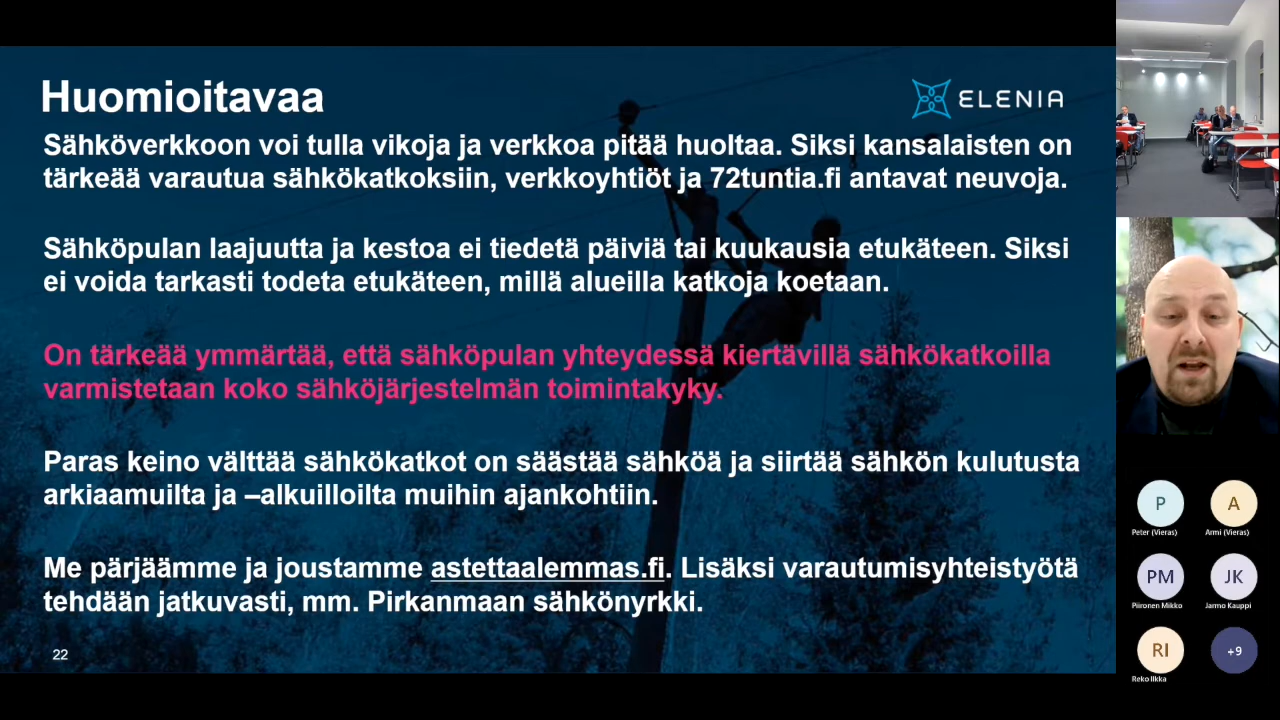 Huomioitavaa
ELENIA
Sähköverkkoon voi tulla vikoja ja verkkoa pitää huoltaa. Siksi kansalaisten on
tärkeää varautua sähkökatkoksiin, verkkoyhtiöt ja 72tuntia.fi antavat neuvoja.
Sähköpulan laajuutta ja kestoa ei tiedetä päiviä tai kuukausia etukäteen. Siksi
ei voida tarkasti todeta etukäteen, millä alueilla katkoja koetaan.
On tärkeää ymmärtää, että sähköpulan yhteydessä kiertävillä sähkökatkoilla
varmistetaan koko sähköjärjestelmän toimintakyky.
Paras keino välttää sähkökatkot on säästää sähköä ja siirtää sähkön kulutusta
arkiaamuilta ja –alkuilloilta muihin ajankohtiin.
Me pärjäämme ja joustamme astettaalemmas.fi. Lisäksi varautumisyhteistyötä
tehdään jatkuvasti, mm. Pirkanmaan sähkönyrkki.
22
P
A
Peter (Vieras)
Armi (Vieras)
PM
JK
Piironen Mikko
Jarmo Kauppi
RI
+9
Reko Ilkka